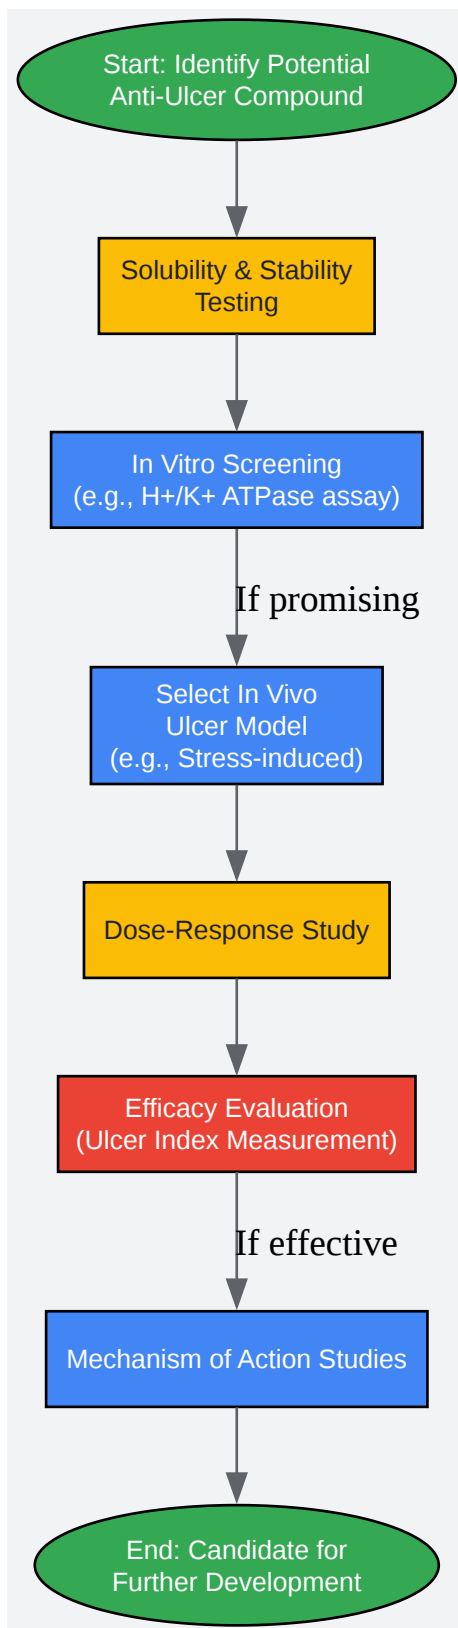 Start: Identify Potential
Anti-Ulcer Compound
Solubility & Stability
Testing
In Vitro Screening
(e.g., H+/K+ ATPase assay)
If promising
Select In Vivo
Ulcer Model
(e.g., Stress-induced)
Dose-Response Study
Efficacy Evaluation
(Ulcer Index Measurement)
If effective
Mechanism of Action Studies
End: Candidate for
Further Development